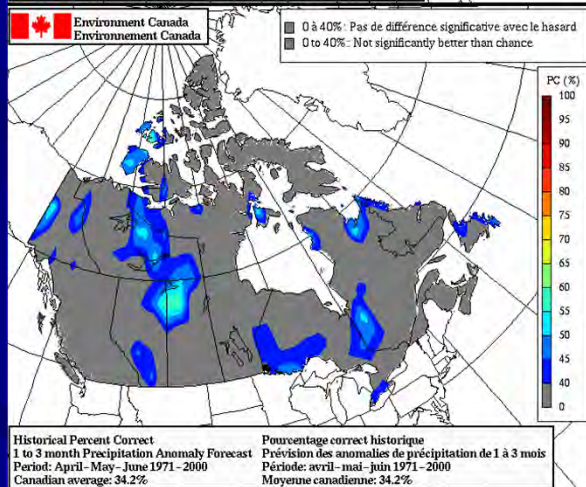 Environment Canada
Environnement Canada
0 à 40% : Pas de différence significative avec le hasard
0 to 40% : Not significantly better than chance
PC (%)
100
95
90
85
80
75
70
65
60
55
50
45
40
0
Historical Percent Correct
1 to 3 month Precipitation Anomaly Forecast
Period: April - May - June 1971 - 2000
Canadian average: 34.2%
Pourcentage correct historique
Prévision des anomalies de précipitation de 1 à 3 mois
Période: avril - mai - juin 1971 - 2000
Moyenne canadienne: 34.2%